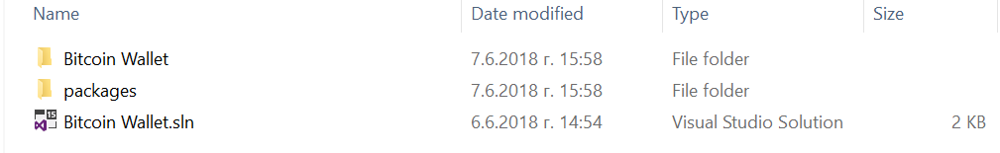 Name Date modified Type Size
Bitcoin Wallet 7.6.2018 г. 15:58 File folder
packages 7.6.2018 г. 15:58 File folder
15 Bitcoin Wallet.sln 6.6.2018 г. 14:54 Visual Studio Solution 2 KB